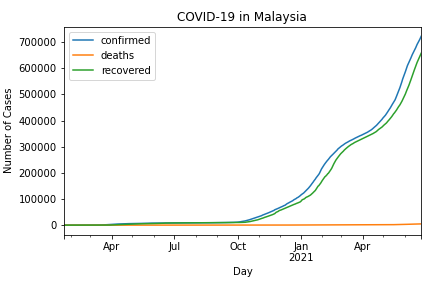 COVID-19 in Malaysia
confirmed
deaths
recovered
Number of Cases
700000
600000
500000
400000
300000
200000
100000
0
Apr
Jul
Oct
Jan
2021
Apr
Day